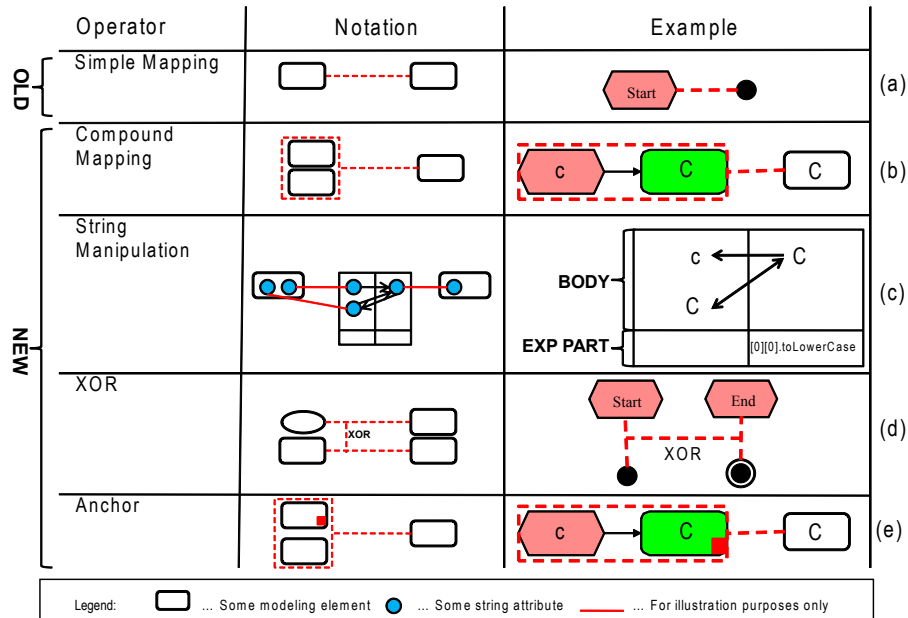 Operator Notation Example
OLD
Simple Mapping
Start
(a)
NEW
Compound
Mapping
c C C
(b)
String
Manipulation
BODY
c C
C
EXP PART
[0][0].toLowerCase
(c)
XOR
XOR
Start End
XOR
(d)
Anchor
c C C
(e)
Legend: ... Some modeling element ... Some string attribute ... For illustration purposes only